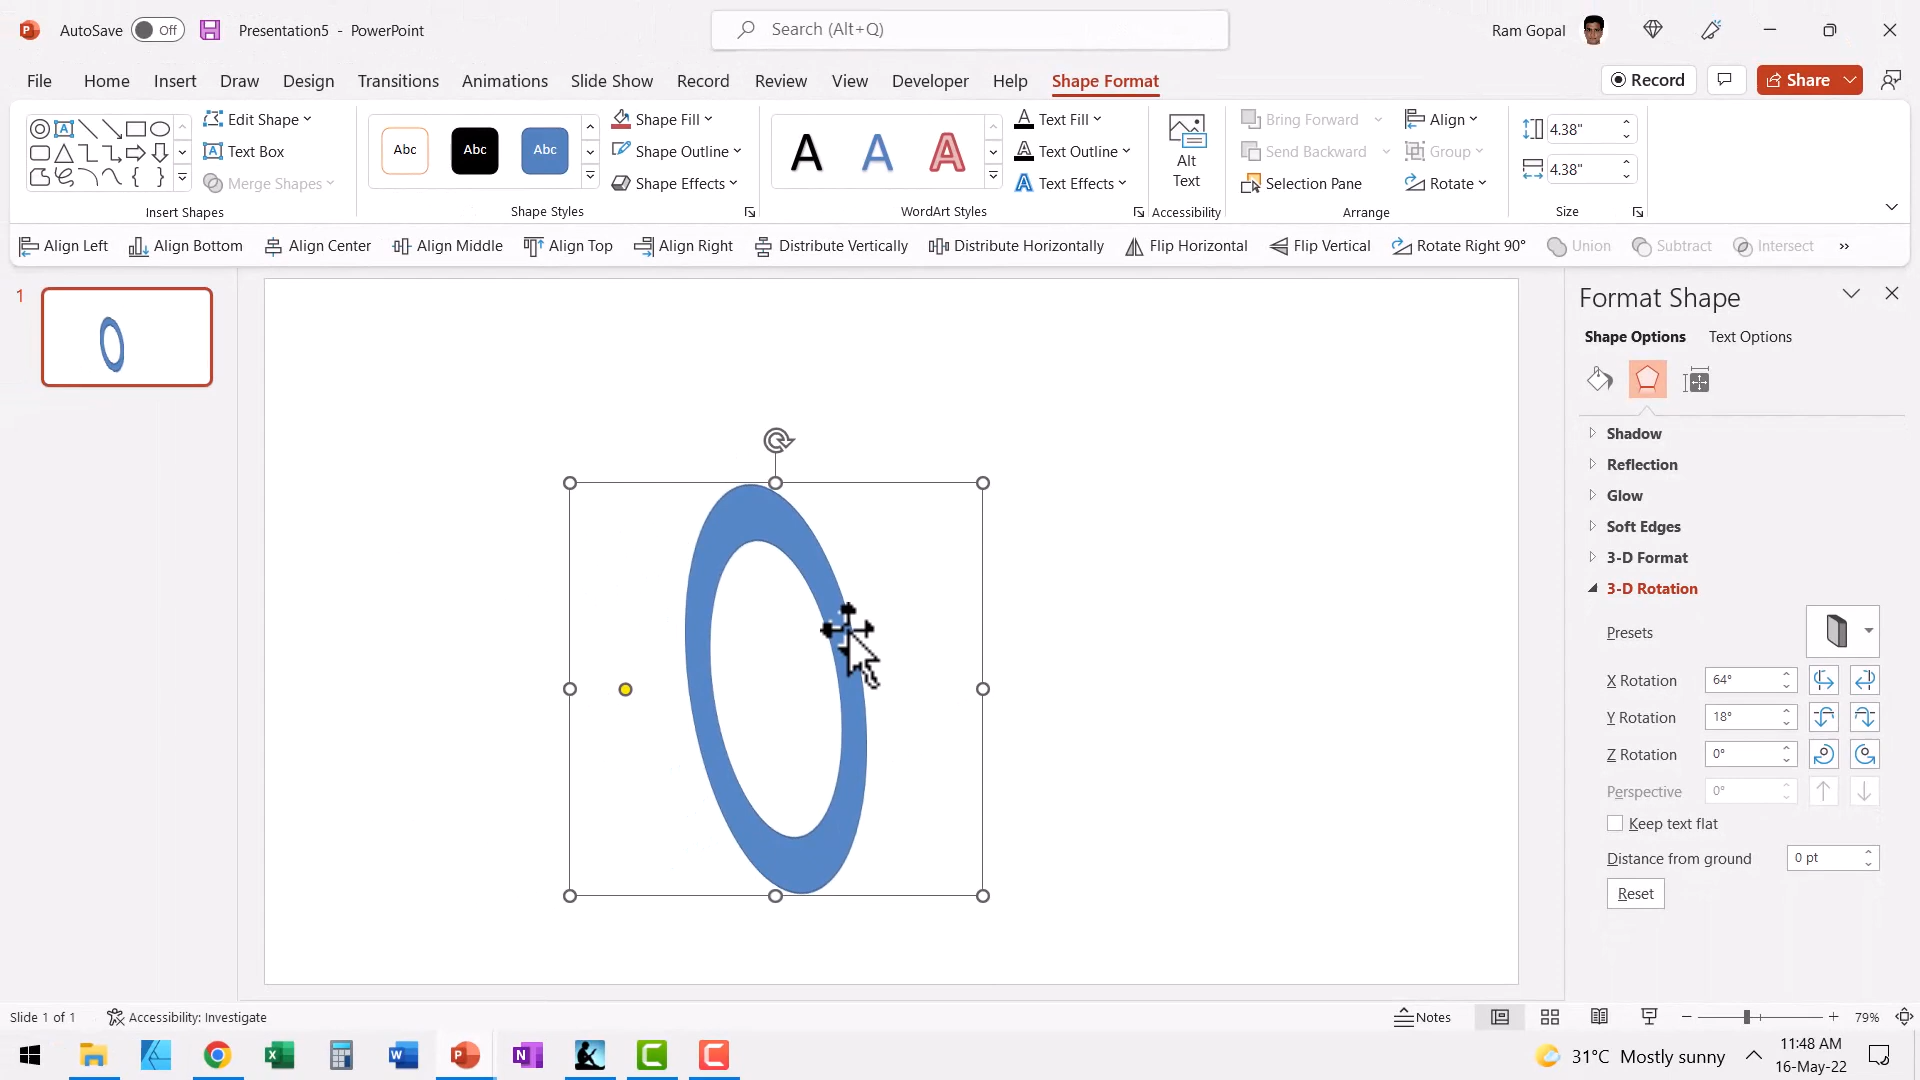 AutoSave Off Presentation5 - PowerPoint Search (Alt+Q) Ram Gopal
File Home Insert Draw Design Transitions Animations Slide Show Record Review View Developer Help Shape Format Record Share
Edit Shape
Text Box
Merge Shapes
Insert Shapes
Abc Abc Abc
Shape Fill
Shape Outline
Shape Effects
Shape Styles
A A A
Text Fill
Text Outline
Text Effects
WordArt Styles
Alt
Text
Accessibility
Bring Forward
Send Backward
Selection Pane
Align
Group
Rotate
Arrange
4.38"
4.38"
Size
Align Left Align Bottom Align Center Align Middle Align Top Align Right Distribute Vertically Distribute Horizontally Flip Horizontal Flip Vertical Rotate Right 90° Union Subtract Intersect »
1
Format Shape
Shape Options Text Options
Shadow
Reflection
Glow
Soft Edges
3-D Format
3-D Rotation
Presets
X Rotation 64°
Y Rotation 18°
Z Rotation 0°
Perspective 0°
Keep text flat
Distance from ground 0 pt
Reset
Slide 1 of 1 Accessibility: Investigate Notes 79%
31°C Mostly sunny
11:48 AM
16-May-22